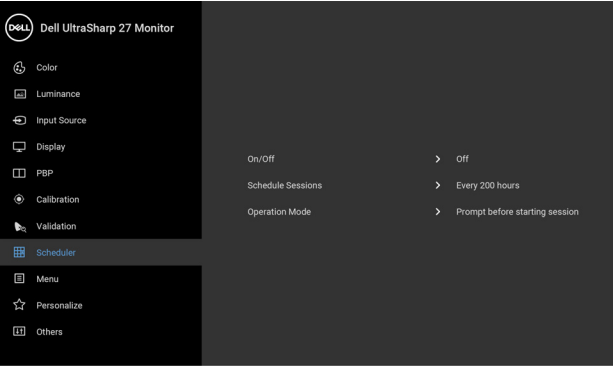 DELL Dell UltraSharp 27 Monitor
Color
Luminance
Input Source
Display
PBP
Calibration
Validation
Scheduler
Menu
Personalize
Others
On/Off Off
Schedule Sessions Every 200 hours
Operation Mode Prompt before starting session